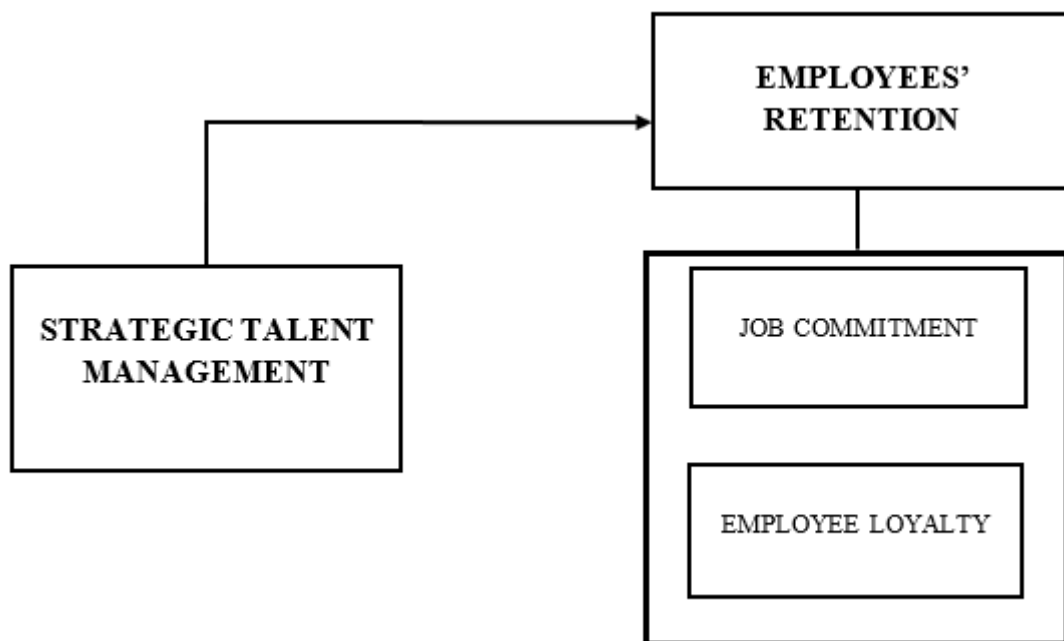 EMPLOYEES’
RETENTION
STRATEGIC TALENT
MANAGEMENT
JOB COMMITMENT
EMPLOYEE LOYALTY